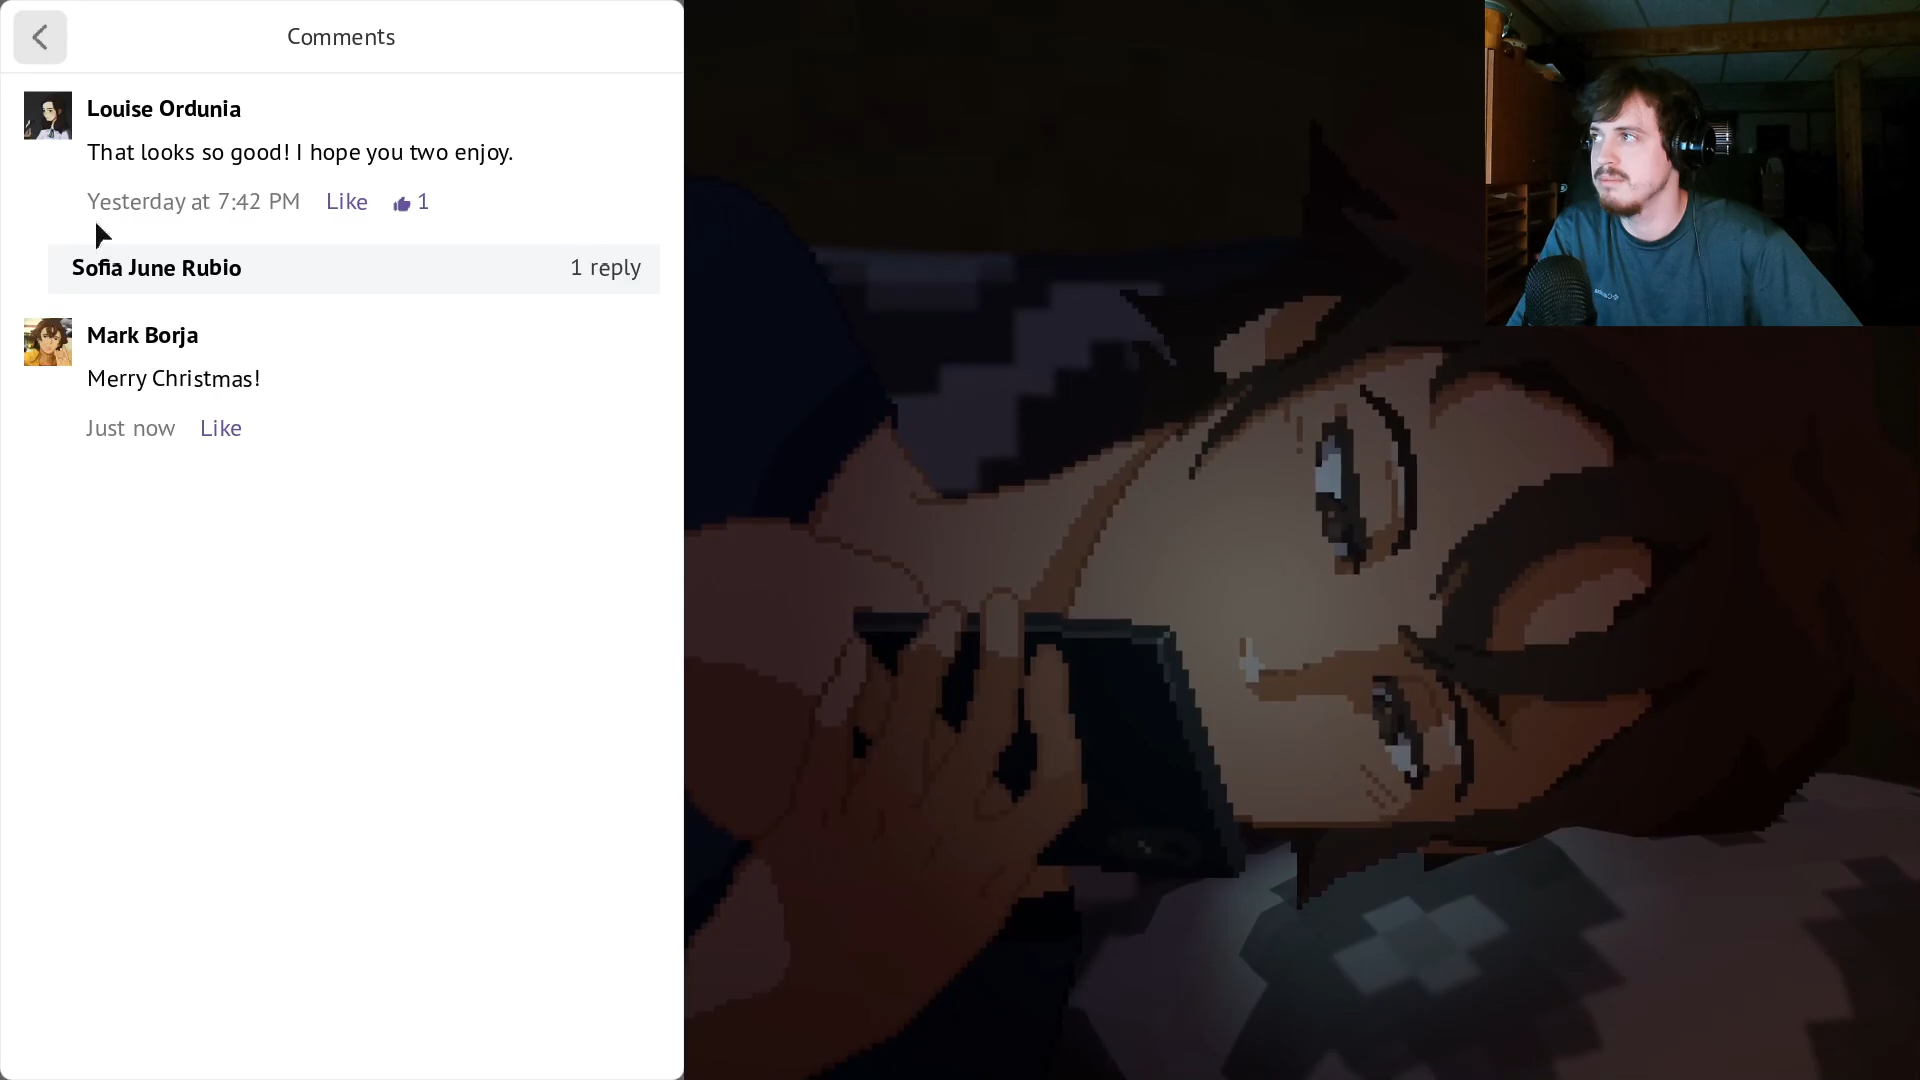 Comments
Louise Ordunia
That looks so good! I hope you two enjoy.
Yesterday at 7:42 PM Like 1
Sofia June Rubio 1 reply
Mark Borja
Merry Christmas!
Just now Like